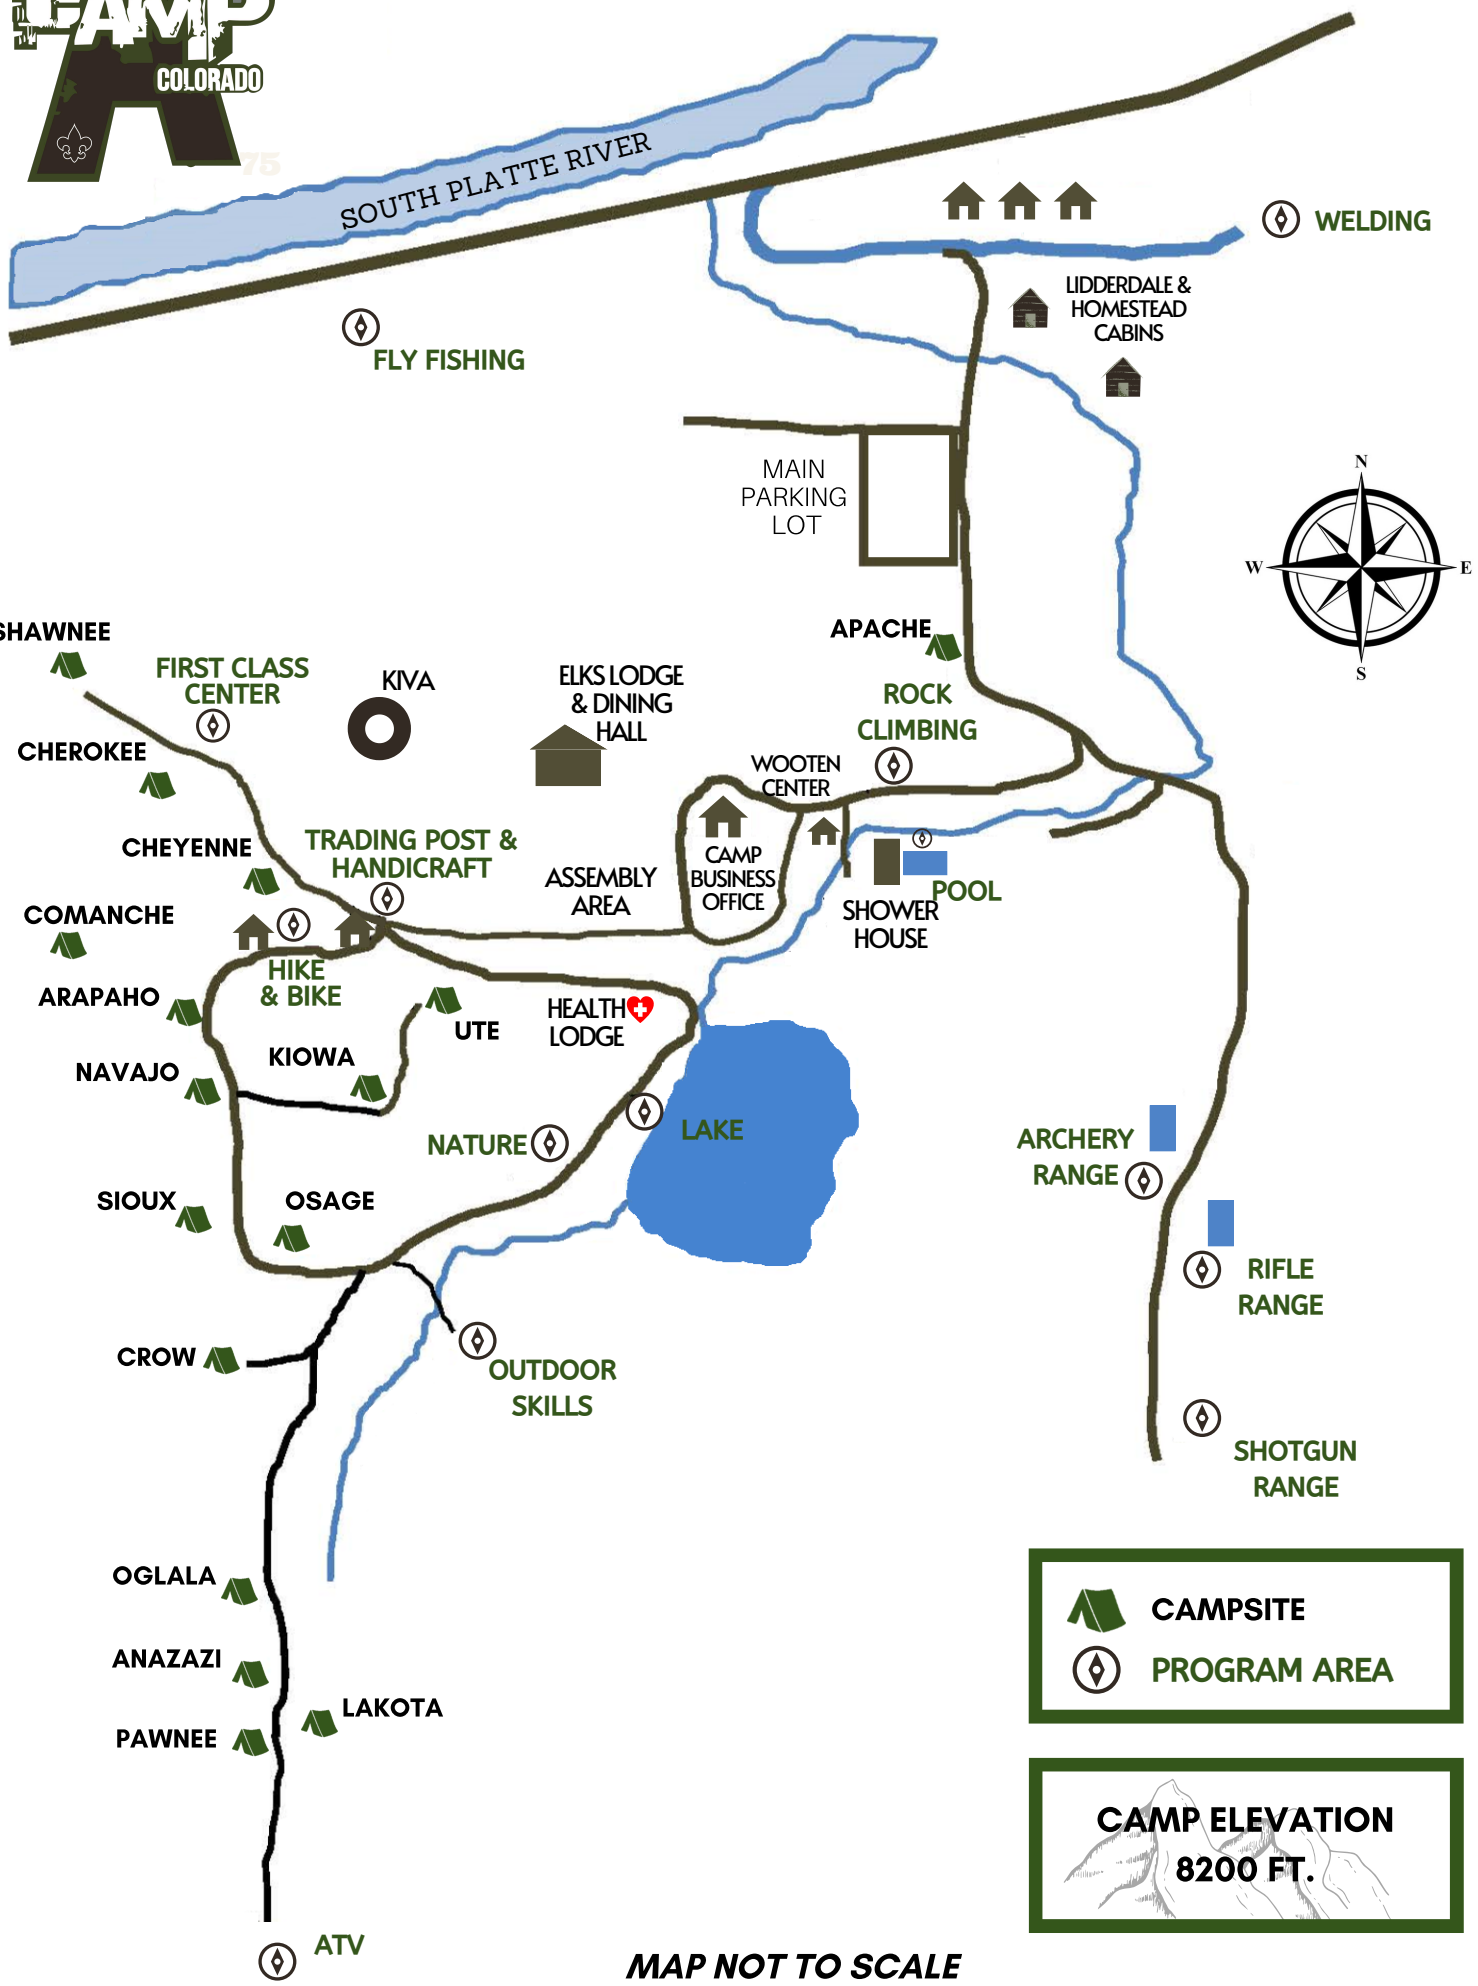 CAMP
COLORADO
75
SOUTH PLATTE RIVER
WELDING
LIDDERDALE &
HOMESTEAD
CABINS
FLY FISHING
MAIN
PARKING
LOT
N
W
E
S
SHAWNEE
FIRST CLASS
CENTER
KIVA
ELKS LODGE
& DINING
HALL
APACHE
ROCK
CLIMBING
CHEROKEE
WOOTEN
CENTER
CHEYENNE
TRADING POST &
HANDICRAFT
ASSEMBLY
AREA
CAMP
BUSINESS
OFFICE
POOL
SHOWER
HOUSE
COMANCHE
HIKE
& BIKE
ARAPAHO
UTE
HEALTH
LODGE
KIOWA
NAVAJO
NATURE
LAKE
ARCHERY
RANGE
SIOUX
OSAGE
RIFLE
RANGE
CROW
OUTDOOR
SKILLS
SHOTGUN
RANGE
OGLALA
ANAZAZI
LAKOTA
PAWNEE
CAMPSITE
PROGRAM AREA
CAMP ELEVATION
8200 FT.
ATV
MAP NOT TO SCALE